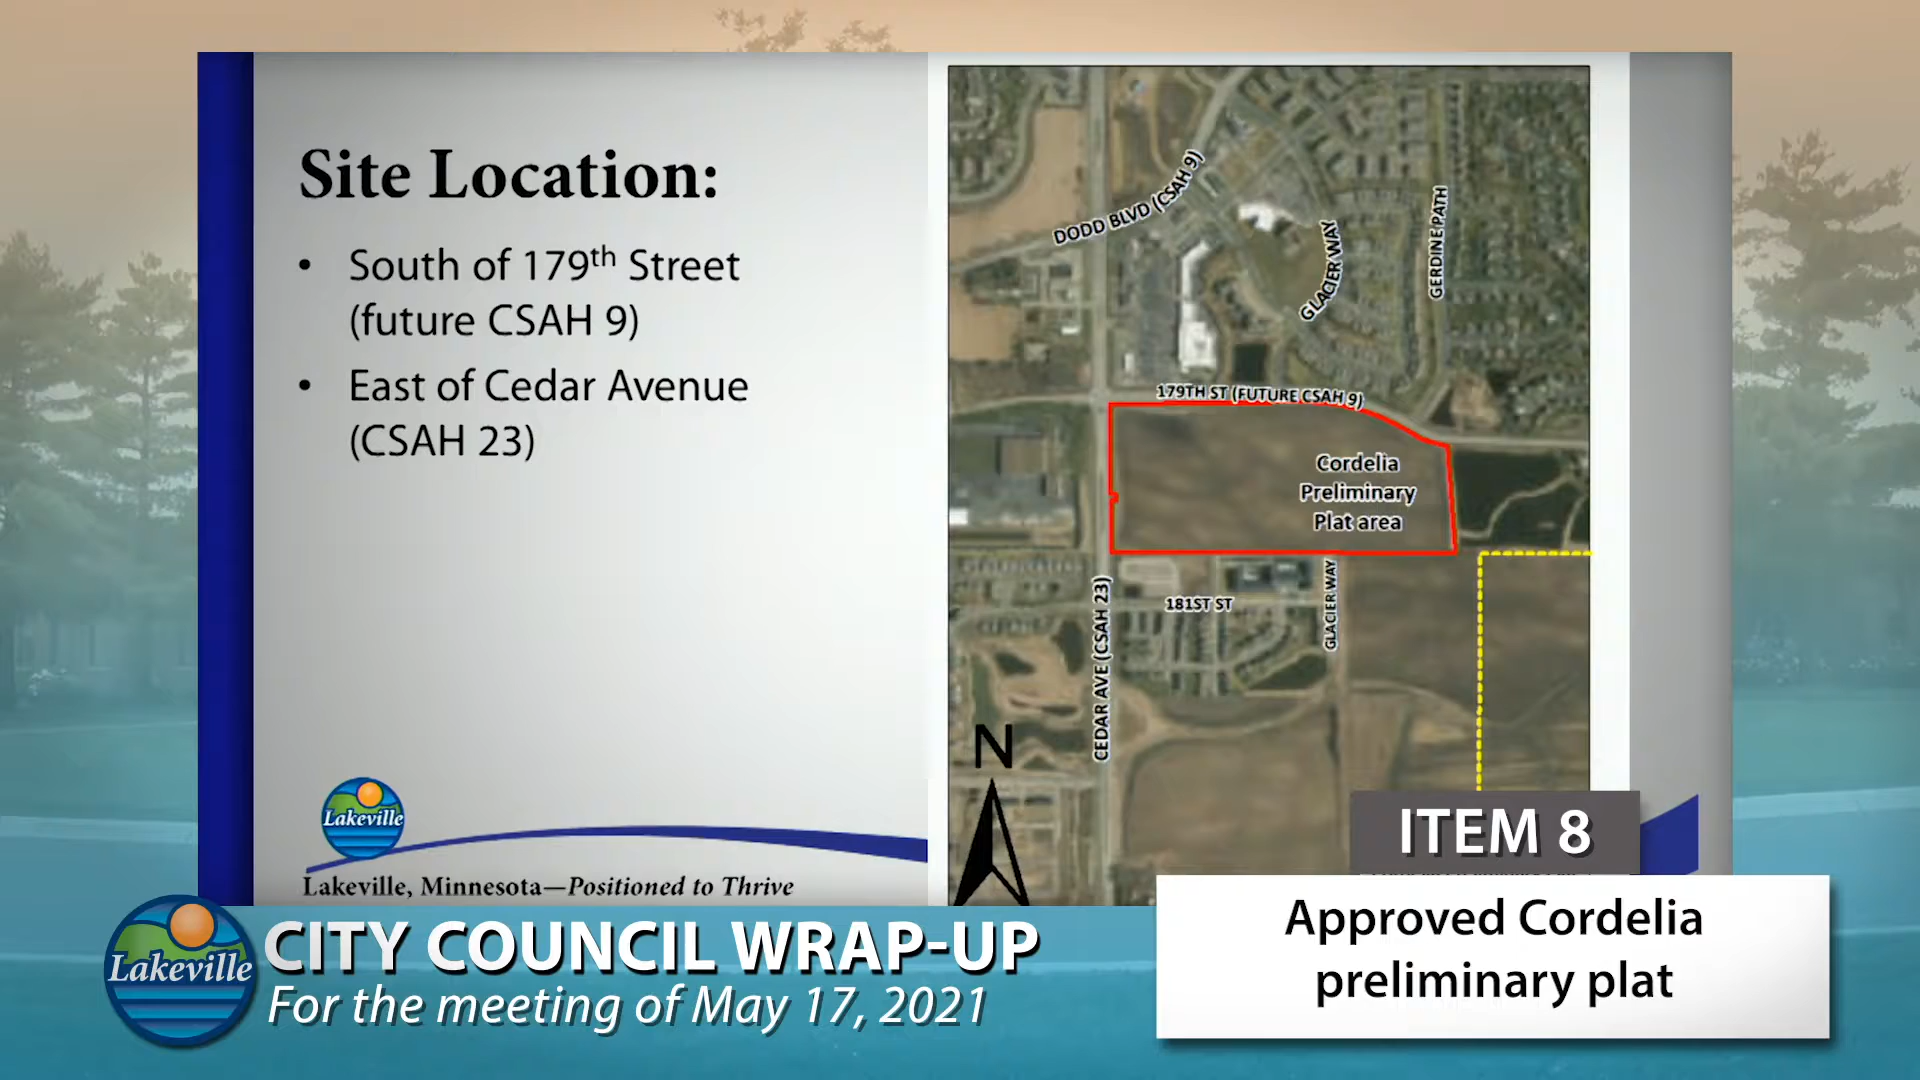 Site Location:
• South of 179th Street
(future CSAH 9)
• East of Cedar Avenue
(CSAH 23)
Lakeville
Lakeville, Minnesota—Positioned to Thrive
DODD BLVD (CSAH 9)
GLACIER WAY
GERDINE PATH
179TH ST (FUTURE CSAH 9)
Cordelia
Preliminary
Plat area
CEDAR AVE (CSAH 23)
181ST ST
GLACIER WAY
N
ITEM 8
Approved Cordelia
preliminary plat
Lakeville
CITY COUNCIL WRAP-UP
For the meeting of May 17, 2021